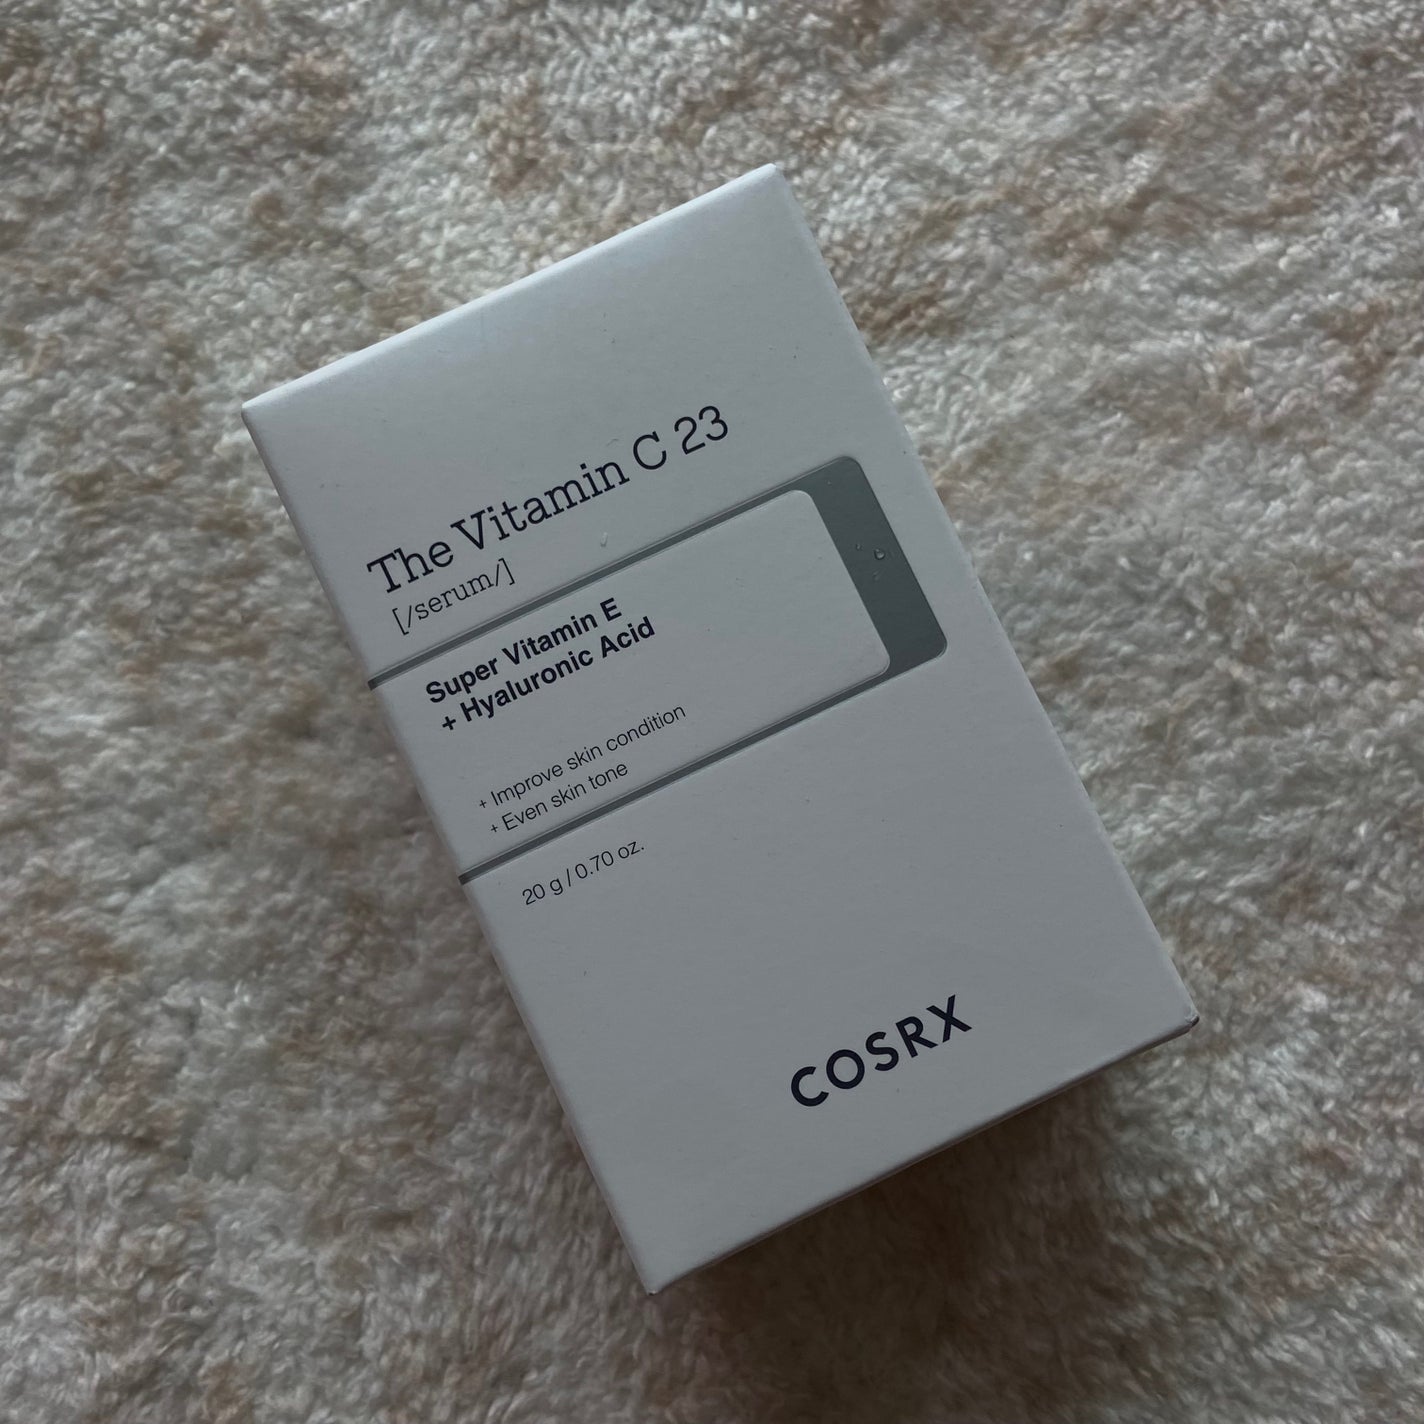 The Vitamin C 23
[/serum/]
Super Vitamin E
+ Hyaluronic Acid
+ Improve skin condition
+ Even skin tone
20 g / 0.70 oz.
COSRX